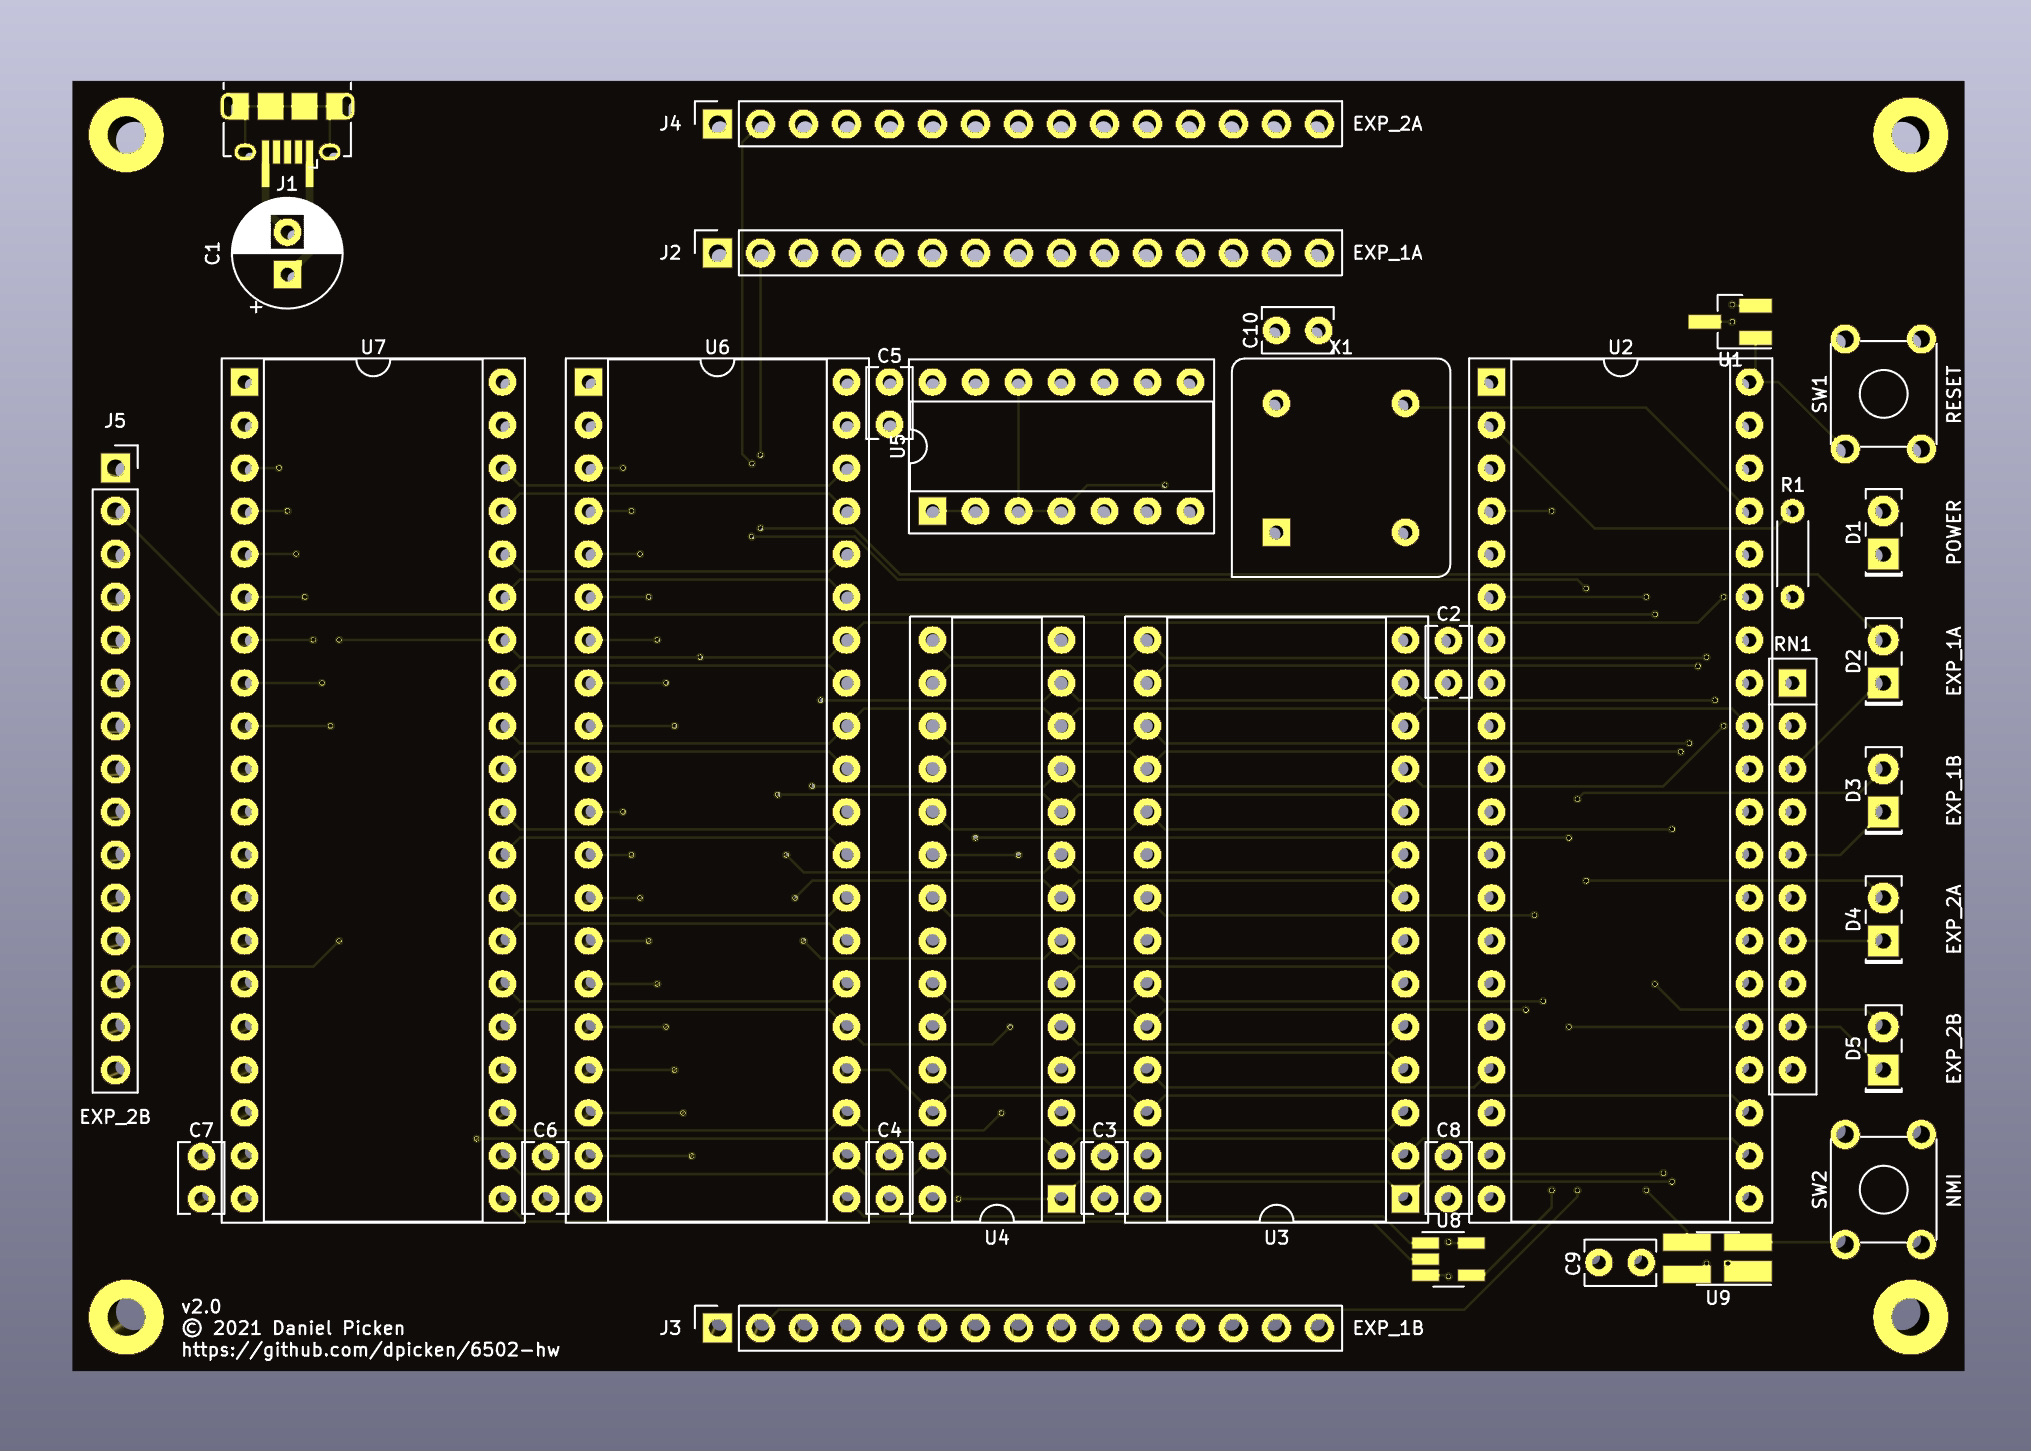 J4
EXP_2A
J1
C1
+
J2
EXP_1A
C10
X1
U7
U6
C5
U5
U2
U1
SW1
RESET
J5
R1
D1
POWER
C2
RN1
D2
EXP_1A
D3
EXP_1B
D4
EXP_2A
D5
EXP_2B
EXP_2B
C7
C6
C4
C3
C8
SW2
NMI
U4
U3
U8
C9
U9
J3
EXP_1B
v2.0
© 2021 Daniel Picken
https://github.com/dpicken/6502-hw